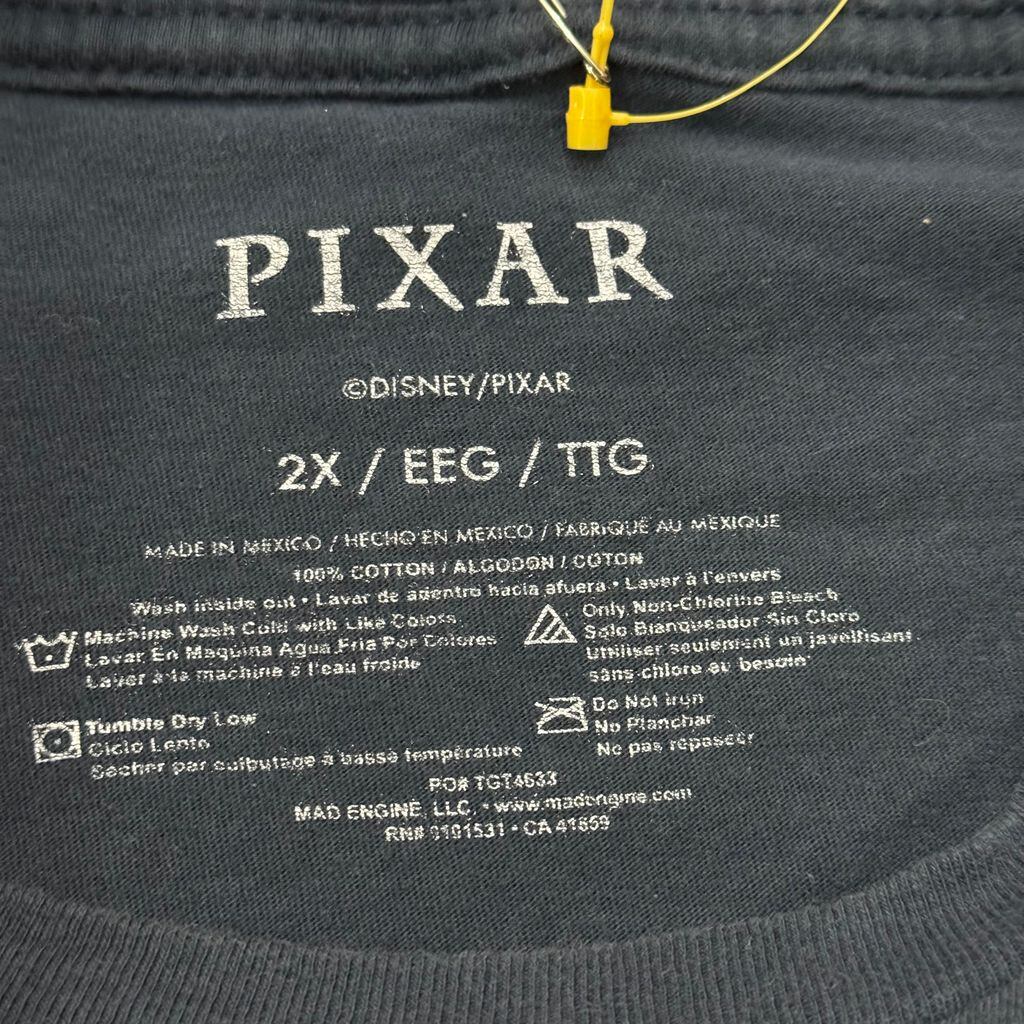 PIXAR
©DISNEY/PIXAR
2X / EEG / TTG
MADE IN MEXICO / HECHO EN MEXICO / FABRIQUÉ AU MEXIQUE
100% COTTON / ALGODON / COTON
Wash inside out • Lavar de adentro hacia afuera • Laver à l'envers
Machine Wash Cold with Like Colors
Lavar En Maquina Agua Fria Por Colores
Laver à la machine à l'eau froide
Only Non-Chlorine Bleach
Solo Blanqueador Sin Cloro
Utiliser seulement un javellisant
sans chlore au besoin
Tumble Dry Low
Ciclo Lento
Sécher par culbutage à basse température
Do Not Iron
No Planchar
Ne pas repasser
PO# TGT4633
MAD ENGINE, LLC. • www.madengine.com
RN# 0101531 • CA 41859